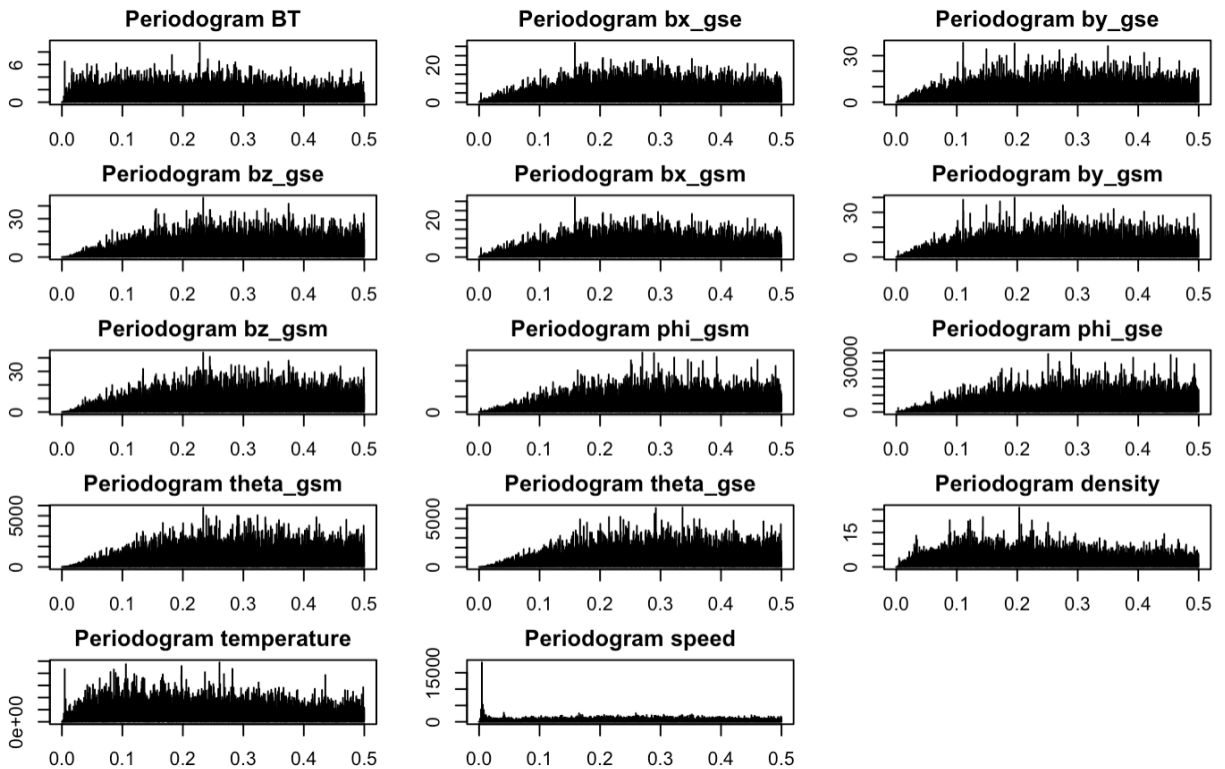 Periodogram BT
0 6
0.0 0.1 0.2 0.3 0.4 0.5
Periodogram bx_gse
0 20
0.0 0.1 0.2 0.3 0.4 0.5
Periodogram by_gse
0 30
0.0 0.1 0.2 0.3 0.4 0.5
Periodogram bz_gse
0 30
0.0 0.1 0.2 0.3 0.4 0.5
Periodogram bx_gsm
0 20
0.0 0.1 0.2 0.3 0.4 0.5
Periodogram by_gsm
0 30
0.0 0.1 0.2 0.3 0.4 0.5
Periodogram bz_gsm
0 30
0.0 0.1 0.2 0.3 0.4 0.5
Periodogram phi_gsm
0
0.0 0.1 0.2 0.3 0.4 0.5
Periodogram phi_gse
0 30000
0.0 0.1 0.2 0.3 0.4 0.5
Periodogram theta_gsm
0 5000
0.0 0.1 0.2 0.3 0.4 0.5
Periodogram theta_gse
0 5000
0.0 0.1 0.2 0.3 0.4 0.5
Periodogram density
0 15
0.0 0.1 0.2 0.3 0.4 0.5
Periodogram temperature
0e+00
0.0 0.1 0.2 0.3 0.4 0.5
Periodogram speed
0 15000
0.0 0.1 0.2 0.3 0.4 0.5